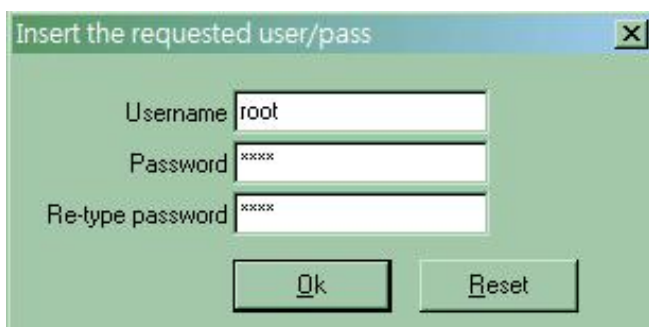 Insert the requested user/pass
Username root
Password ****
Re-type password ****
Ok Reset